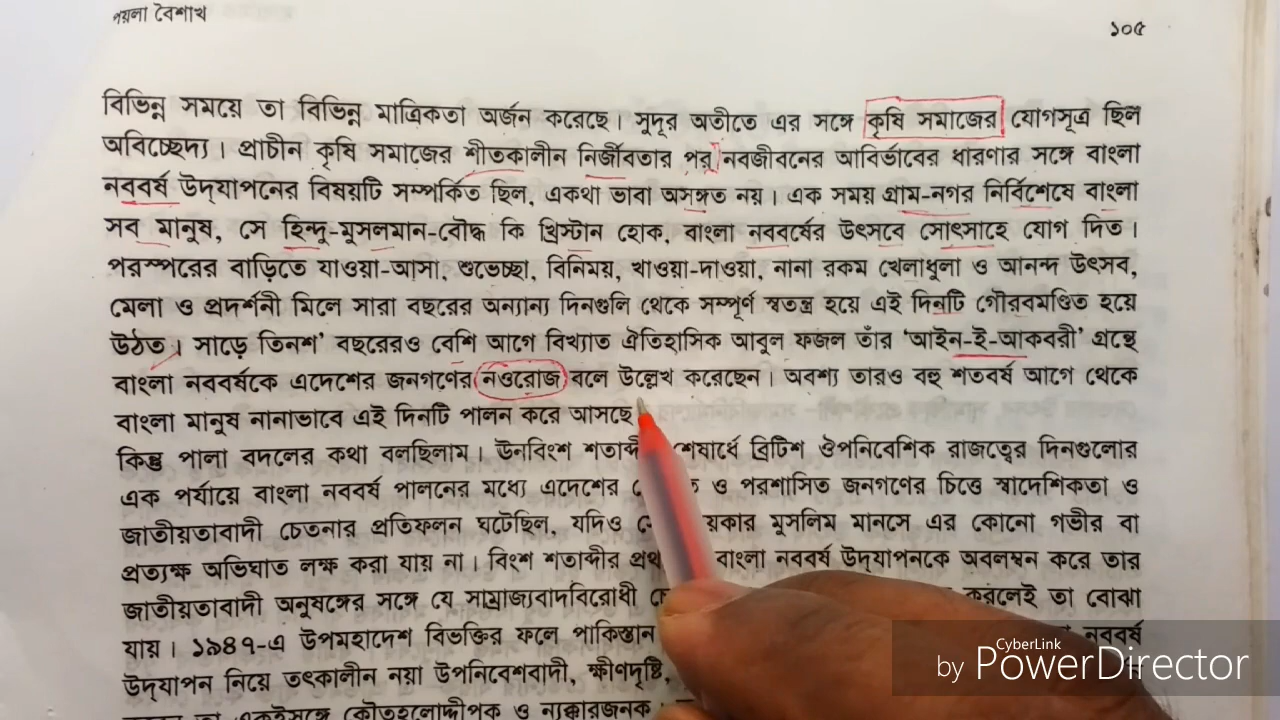 পয়লা বৈশাখ
১০৫
বিভিন্ন সময়ে তা বিভিন্ন মাত্রিকতা অর্জন করেছে। সুদূর অতীতে এর সঙ্গে কৃষি সমাজের যোগসূত্র ছিল
অবিচ্ছেদ্য। প্রাচীন কৃষি সমাজের শীতকালীন নির্জীবতার পর নবজীবনের আবির্ভাবের ধারণার সঙ্গে বাংলা
নববর্ষ উদ্‌যাপনের বিষয়টি সম্পর্কিত ছিল, একথা ভাবা অসঙ্গত নয়। এক সময় গ্রাম-নগর নির্বিশেষে বাংলা
সব মানুষ, সে হিন্দু-মুসলমান-বৌদ্ধ কি খ্রিস্টান হোক, বাংলা নববর্ষের উৎসবে সোৎসাহে যোগ দিত।
পরস্পরের বাড়িতে যাওয়া-আসা, শুভেচ্ছা, বিনিময়, খাওয়া-দাওয়া, নানা রকম খেলাধুলা ও আনন্দ উৎসব,
মেলা ও প্রদর্শনী মিলে সারা বছরের অন্যান্য দিনগুলি থেকে সম্পূর্ণ স্বতন্ত্র হয়ে এই দিনটি গৌরবমণ্ডিত হয়ে
উঠত। সাড়ে তিনশ’ বছরেরও বেশি আগে বিখ্যাত ঐতিহাসিক আবুল ফজল তাঁর ‘আইন-ই-আকবরী’ গ্রন্থে
বাংলা নববর্ষকে এদেশের জনগণের নওরোজ বলে উল্লেখ করেছেন। অবশ্য তারও বহু শতবর্ষ আগে থেকে
বাংলা মানুষ নানাভাবে এই দিনটি পালন করে আসছে
কিন্তু পালা বদলের কথা বলছিলাম। ঊনবিংশ শতাব্দী শেষার্ধে ব্রিটিশ ঔপনিবেশিক রাজত্বের দিনগুলোর
এক পর্যায়ে বাংলা নববর্ষ পালনের মধ্যে এদেশের ও পরশাসিত জনগণের চিত্তে স্বাদেশিকতা ও
জাতীয়তাবাদী চেতনার প্রতিফলন ঘটেছিল, যদিও মুসলিম মানসে এর কোনো গভীর বা
প্রত্যক্ষ অভিঘাত লক্ষ করা যায় না। বিংশ শতাব্দীর বাংলা নববর্ষ উদ্‌যাপনকে অবলম্বন করে তার
জাতীয়তাবাদী অনুষঙ্গের সঙ্গে যে সাম্রাজ্যবাদবিরোধী করলেই তা বোঝা
যায়। ১৯৪৭-এ উপমহাদেশ বিভক্তির ফলে পাকিস্তান নববর্ষ
উদ্‌যাপন নিয়ে তৎকালীন নয়া উপনিবেশবাদী, ক্ষীণদৃষ্টি,
একইসঙ্গে কৌতূহলোদ্দীপক ও ন্যক্কারজনক।
CyberLink
by PowerDirector